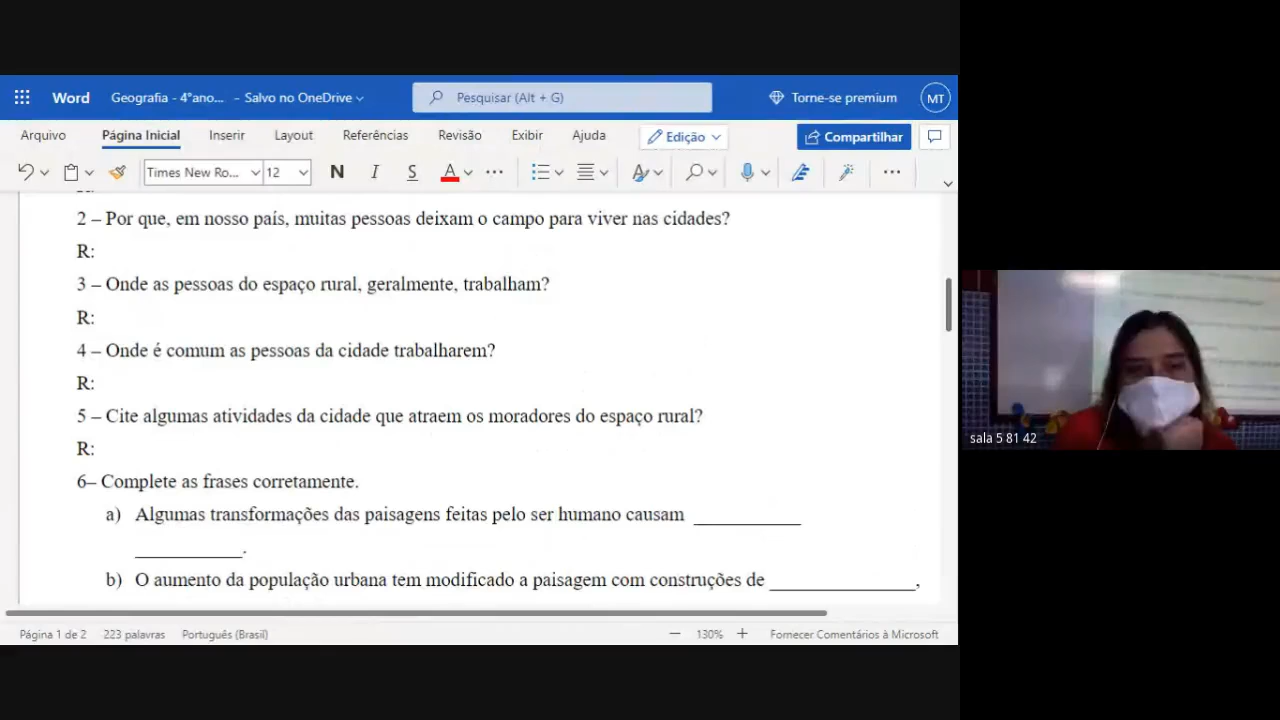 Word Geografia - 4°ano... - Salvo no OneDrive Pesquisar (Alt + G) Torne-se premium MT
Arquivo Página Inicial Inserir Layout Referências Revisão Exibir Ajuda Edição Compartilhar
Times New Ro... 12 N I S A
2 – Por que, em nosso país, muitas pessoas deixam o campo para viver nas cidades?
R:
3 – Onde as pessoas do espaço rural, geralmente, trabalham?
R:
4 – Onde é comum as pessoas da cidade trabalharem?
R:
5 – Cite algumas atividades da cidade que atraem os moradores do espaço rural?
R:
6– Complete as frases corretamente.
a) Algumas transformações das paisagens feitas pelo ser humano causam ___________
___________.
b) O aumento da população urbana tem modificado a paisagem com construções de _______________,
Página 1 de 2 223 palavras Português (Brasil) 130% Fornecer Comentários à Microsoft
sala 5 81 42